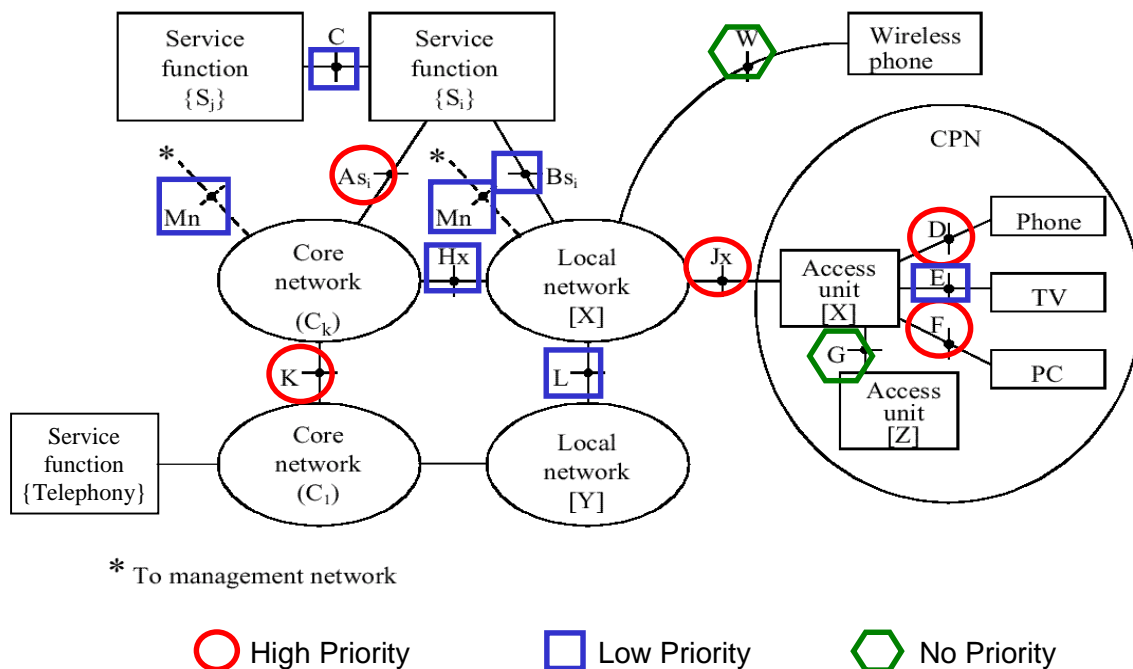 C
W
Service
function
{Sj}
Service
function
{Si}
Wireless
phone
CPN
*
Mn
Asi
*
Mn
Bsi
D
Phone
Core
network
(Ck)
Hx
Local
network
[X]
Jx
Access
unit
[X]
E
TV
F
PC
G
Access
unit
[Z]
K
L
Service
function
{Telephony}
Core
network
(C1)
Local
network
[Y]
* To management network
High Priority
Low Priority
No Priority